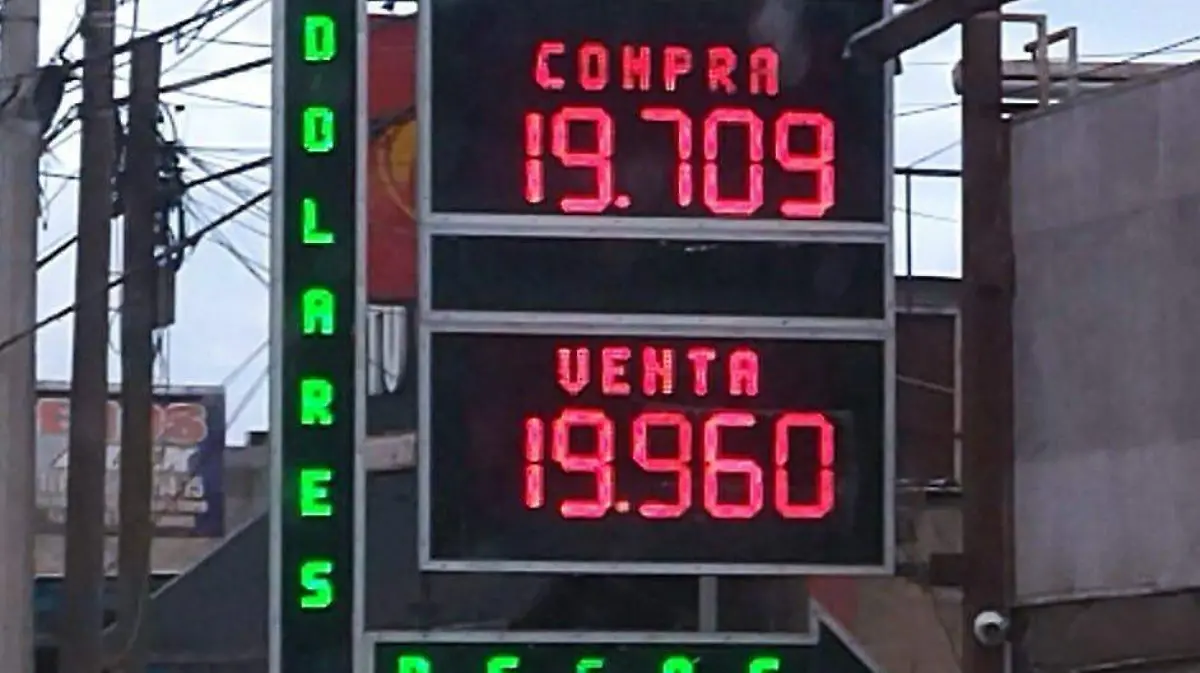 DOLARES
COMPRA
19.709
VENTA
19.960